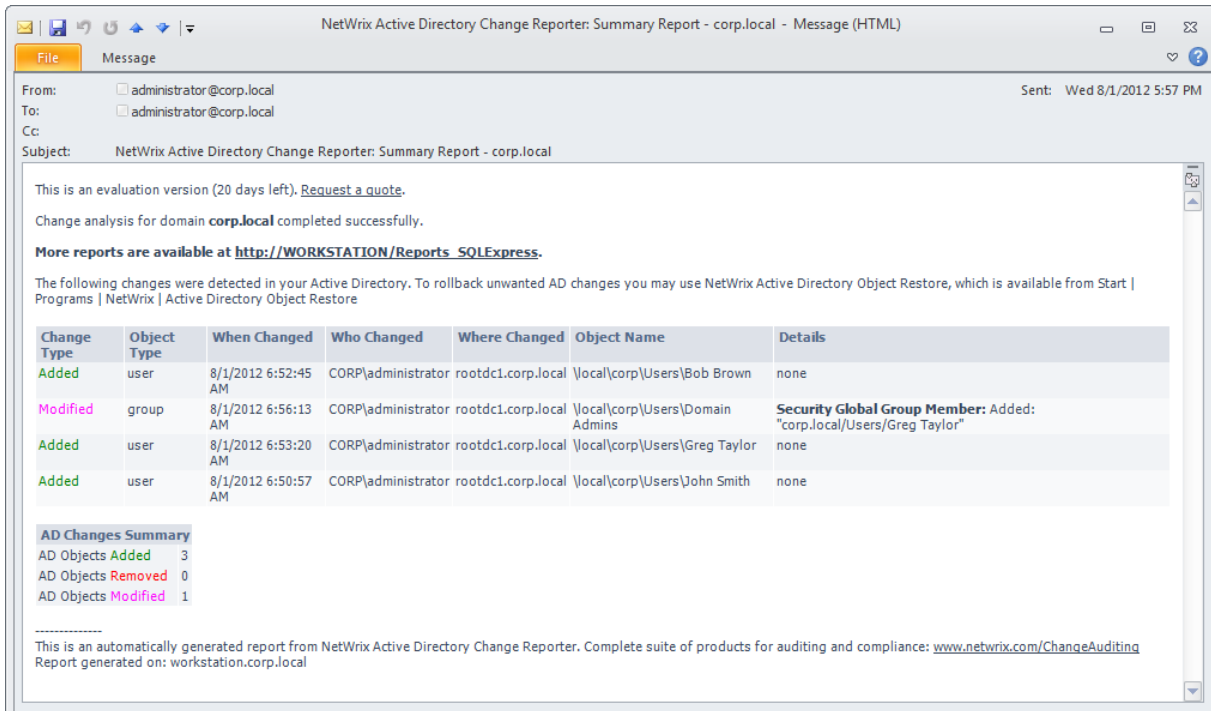 NetWrix Active Directory Change Reporter: Summary Report - corp.local - Message (HTML)
File Message
From: administrator@corp.local Sent: Wed 8/1/2012 5:57 PM
To: administrator@corp.local
Cc:
Subject: NetWrix Active Directory Change Reporter: Summary Report - corp.local
This is an evaluation version (20 days left). Request a quote.
Change analysis for domain corp.local completed successfully.
More reports are available at http://WORKSTATION/Reports_SQLExpress.
The following changes were detected in your Active Directory. To rollback unwanted AD changes you may use NetWrix Active Directory Object Restore, which is available from Start |
Programs | NetWrix | Active Directory Object Restore
Change Object When Changed Who Changed Where Changed Object Name Details
Type Type
Added user 8/1/2012 6:52:45 CORP\administrator rootdc1.corp.local \local\corp\Users\Bob Brown none
AM
Modified group 8/1/2012 6:56:13 CORP\administrator rootdc1.corp.local \local\corp\Users\Domain Security Global Group Member: Added:
AM Admins "corp.local/Users/Greg Taylor"
Added user 8/1/2012 6:53:20 CORP\administrator rootdc1.corp.local \local\corp\Users\Greg Taylor none
AM
Added user 8/1/2012 6:50:57 CORP\administrator rootdc1.corp.local \local\corp\Users\John Smith none
AM
AD Changes Summary
AD Objects Added 3
AD Objects Removed 0
AD Objects Modified 1
--------------
This is an automatically generated report from NetWrix Active Directory Change Reporter. Complete suite of products for auditing and compliance: www.netwrix.com/ChangeAuditing
Report generated on: workstation.corp.local